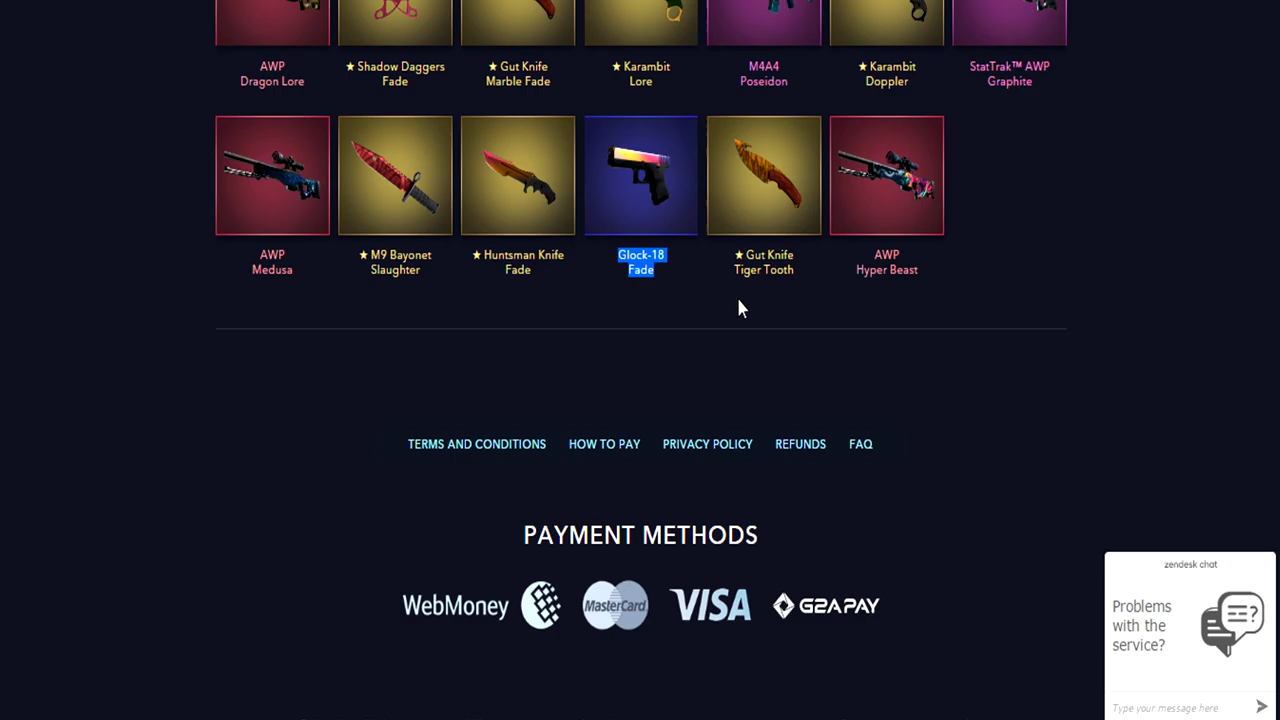 AWP
Dragon Lore
★ Shadow Daggers
Fade
★ Gut Knife
Marble Fade
★ Karambit
Lore
M4A4
Poseidon
★ Karambit
Doppler
StatTrak™ AWP
Graphite
AWP
Medusa
★ M9 Bayonet
Slaughter
★ Huntsman Knife
Fade
Glock-18
Fade
★ Gut Knife
Tiger Tooth
AWP
Hyper Beast
TERMS AND CONDITIONS HOW TO PAY PRIVACY POLICY REFUNDS FAQ
PAYMENT METHODS
WebMoney MasterCard VISA G2A PAY
zendesk chat
Problems
with the
service?
Type your message here